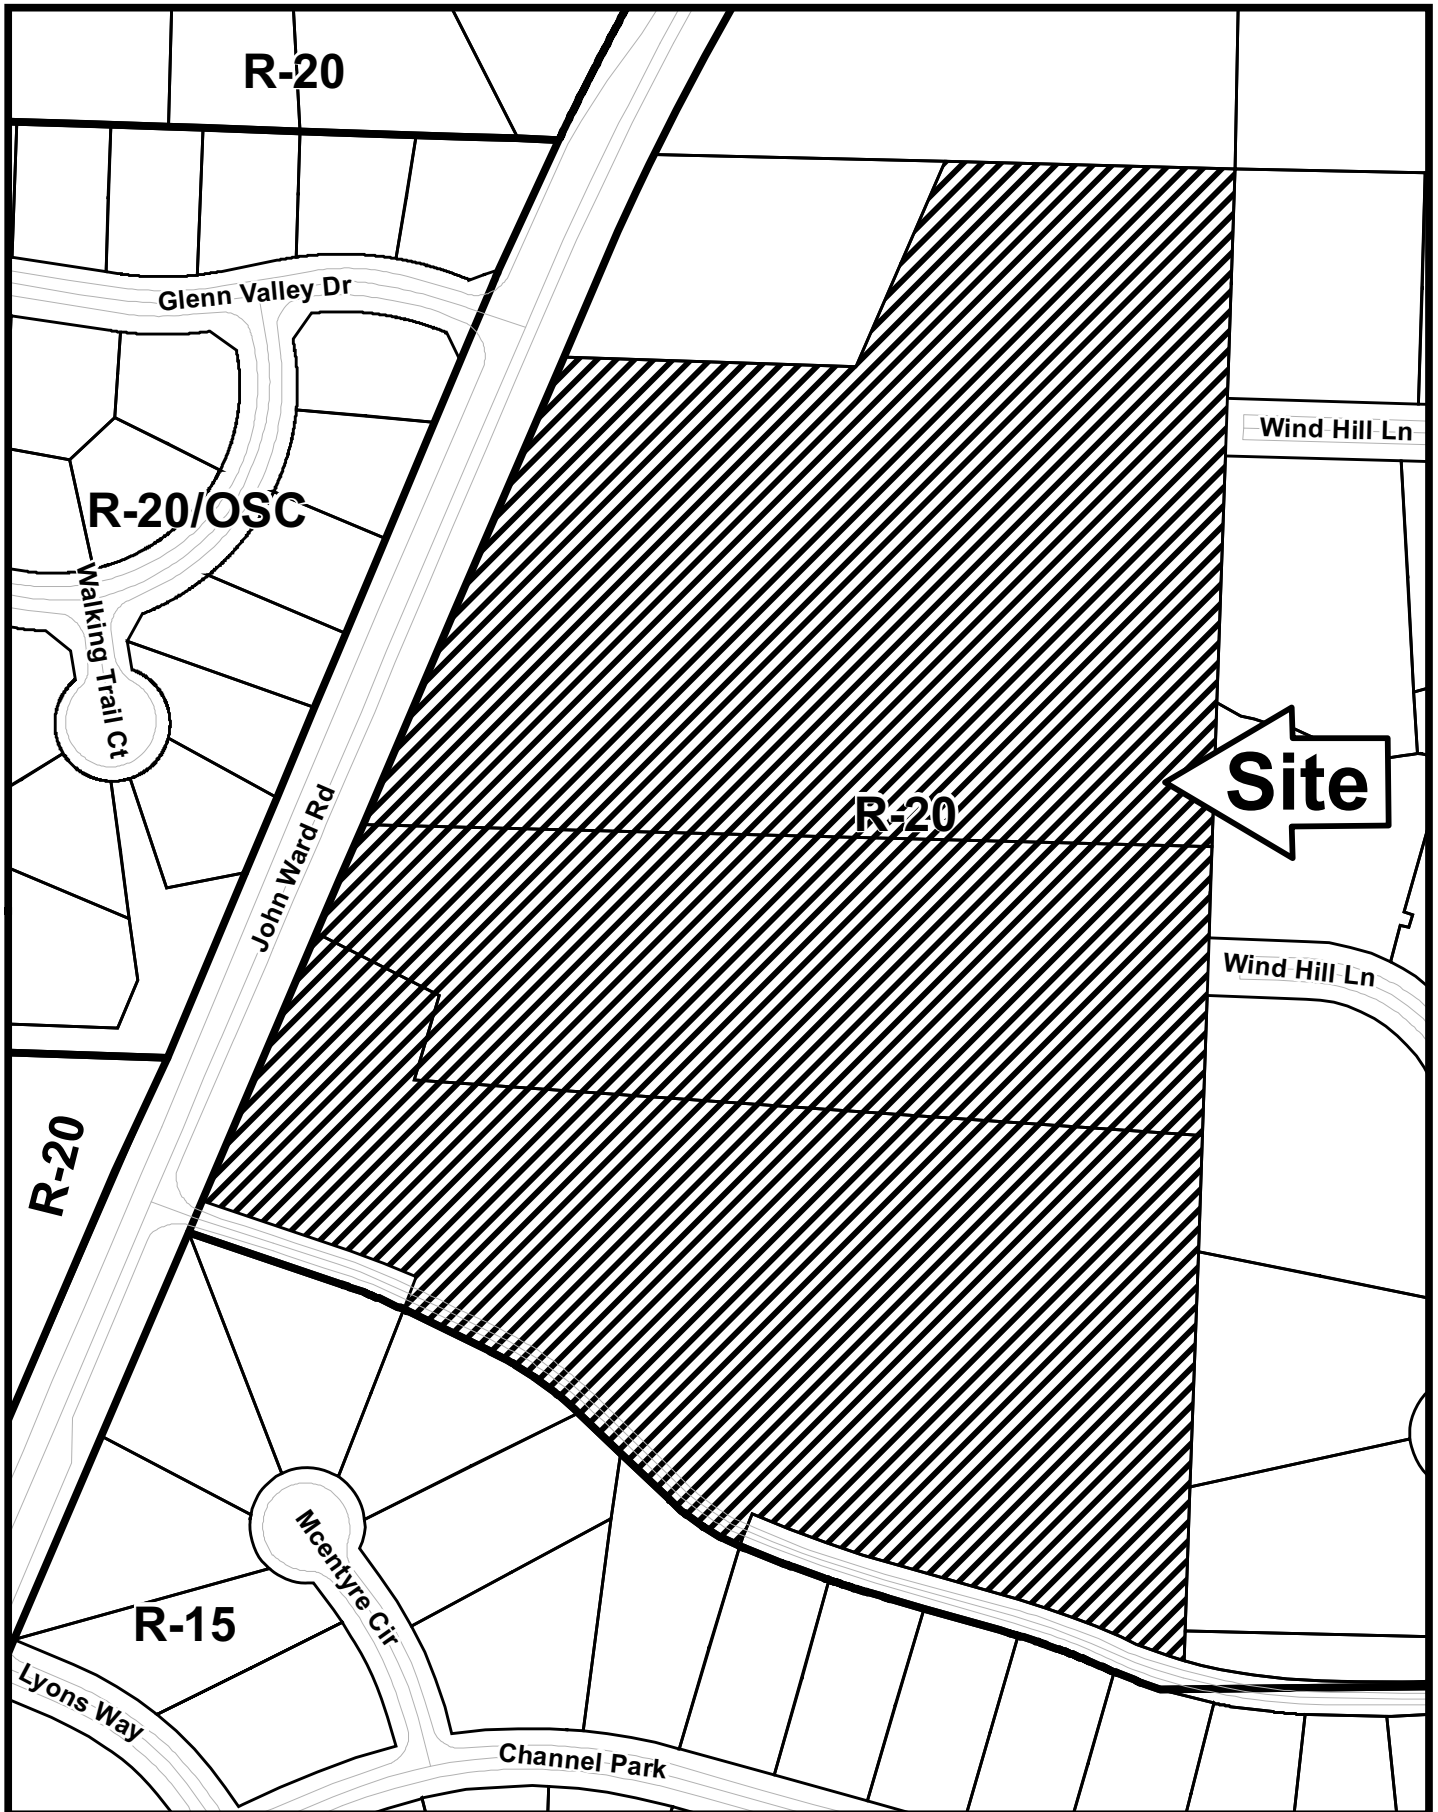 R-20
Glenn Valley Dr
Wind Hill Ln
R-20/OSC
Walking Trail Ct
Site
R-20
John Ward Rd
Wind Hill Ln
R-20
Mcentyre Cir
R-15
Lyons Way
Channel Park